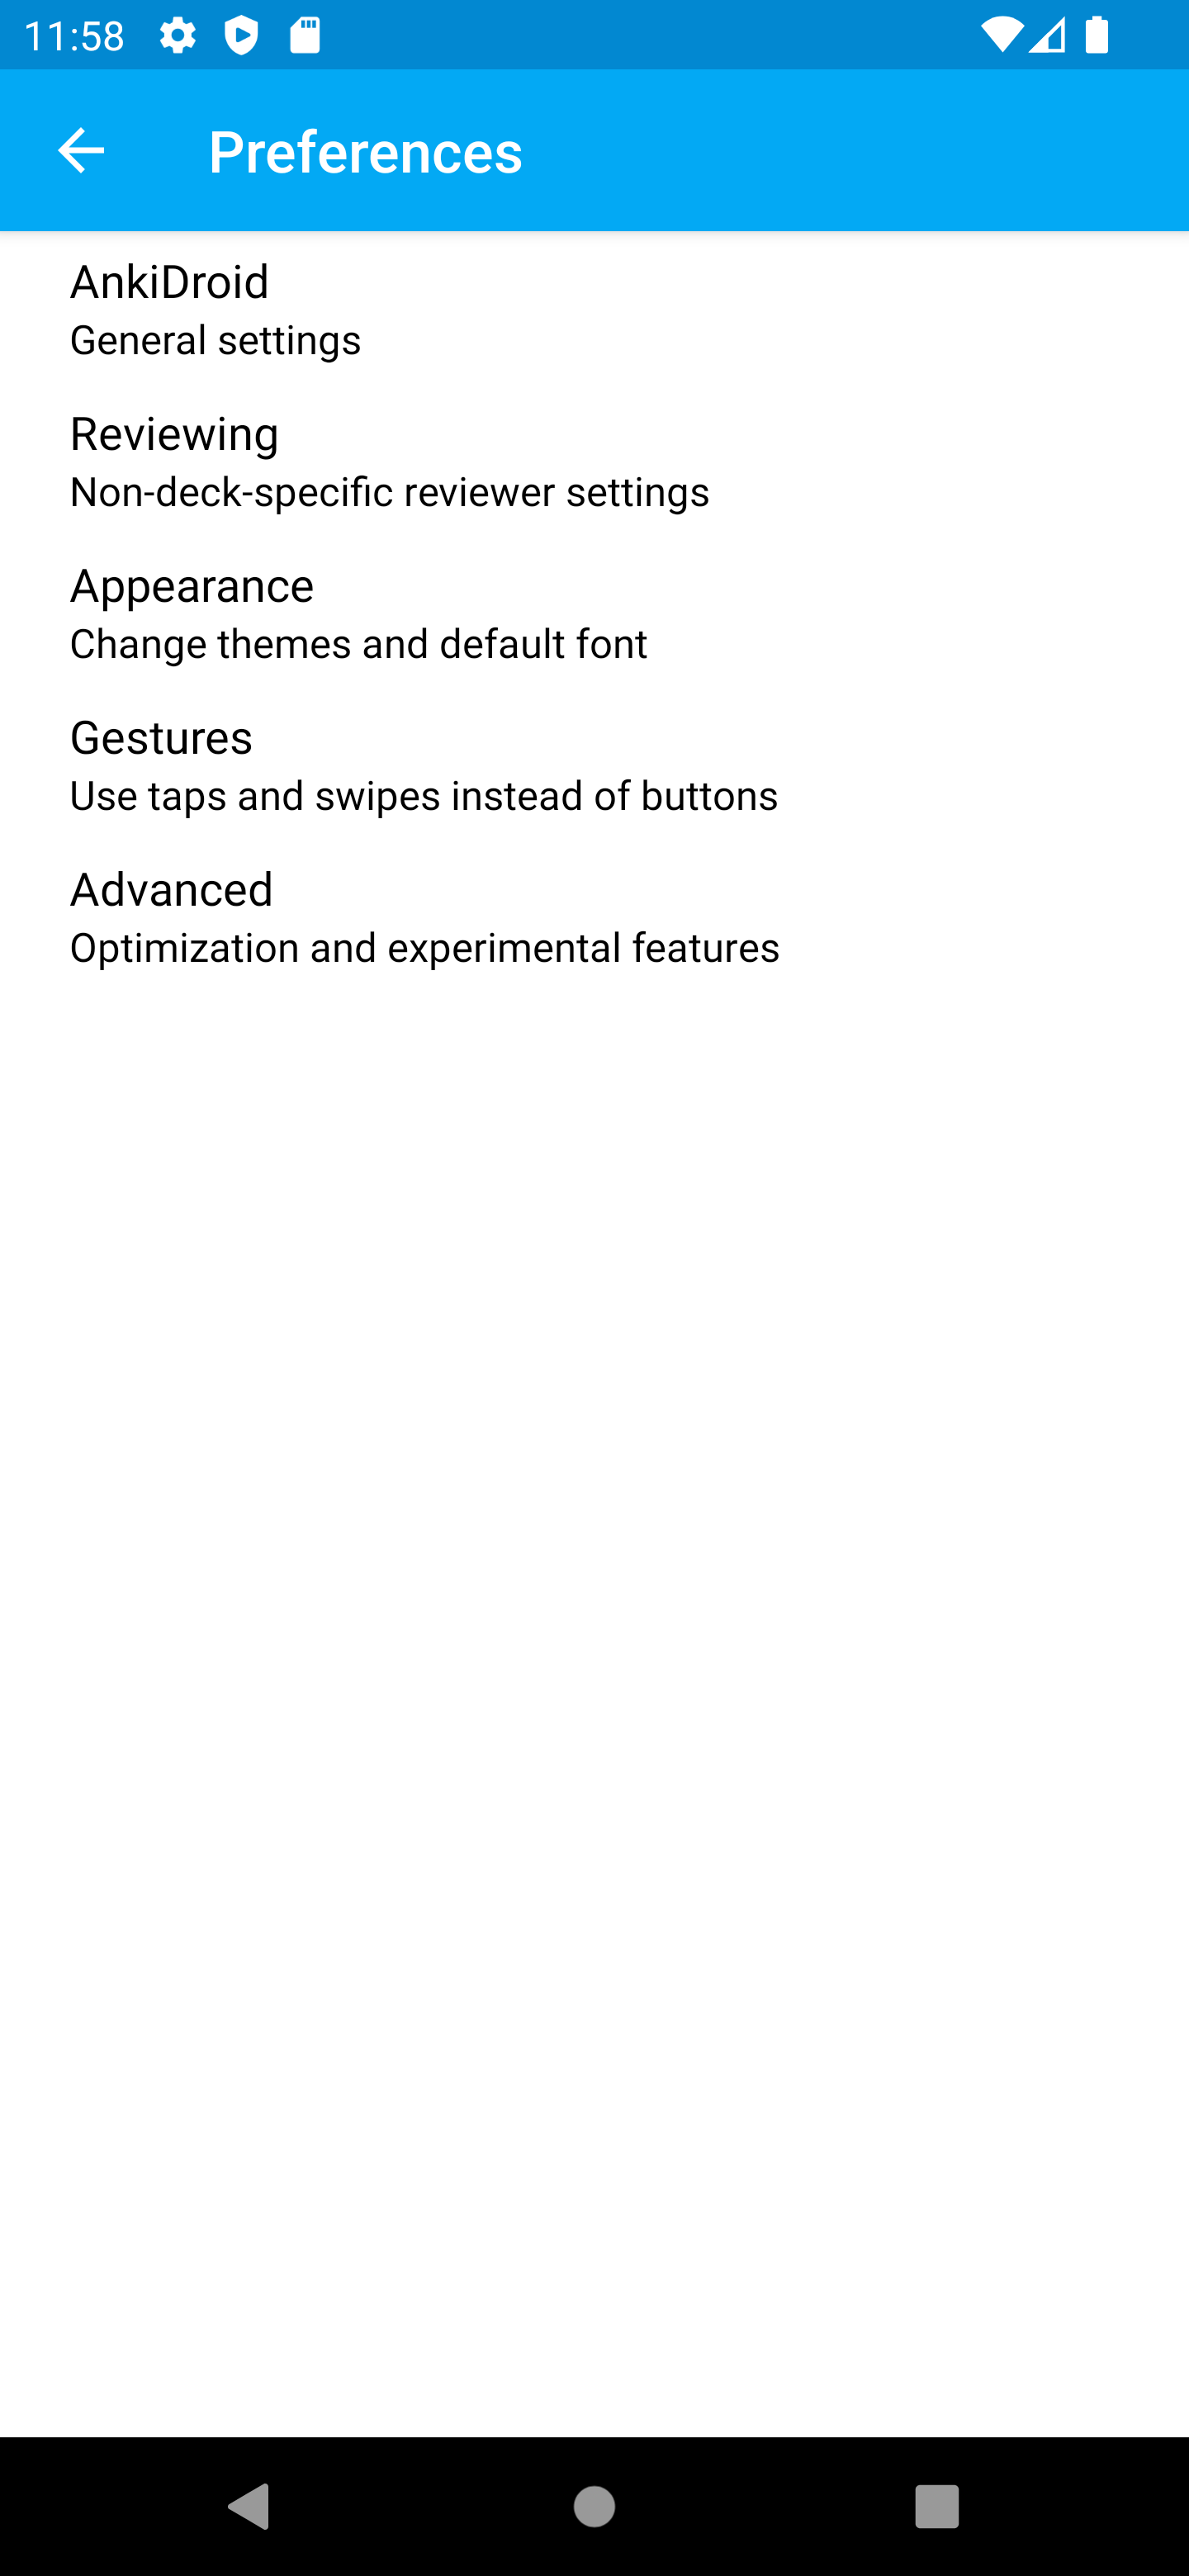 11:58
Preferences
AnkiDroid
General settings
Reviewing
Non-deck-specific reviewer settings
Appearance
Change themes and default font
Gestures
Use taps and swipes instead of buttons
Advanced
Optimization and experimental features